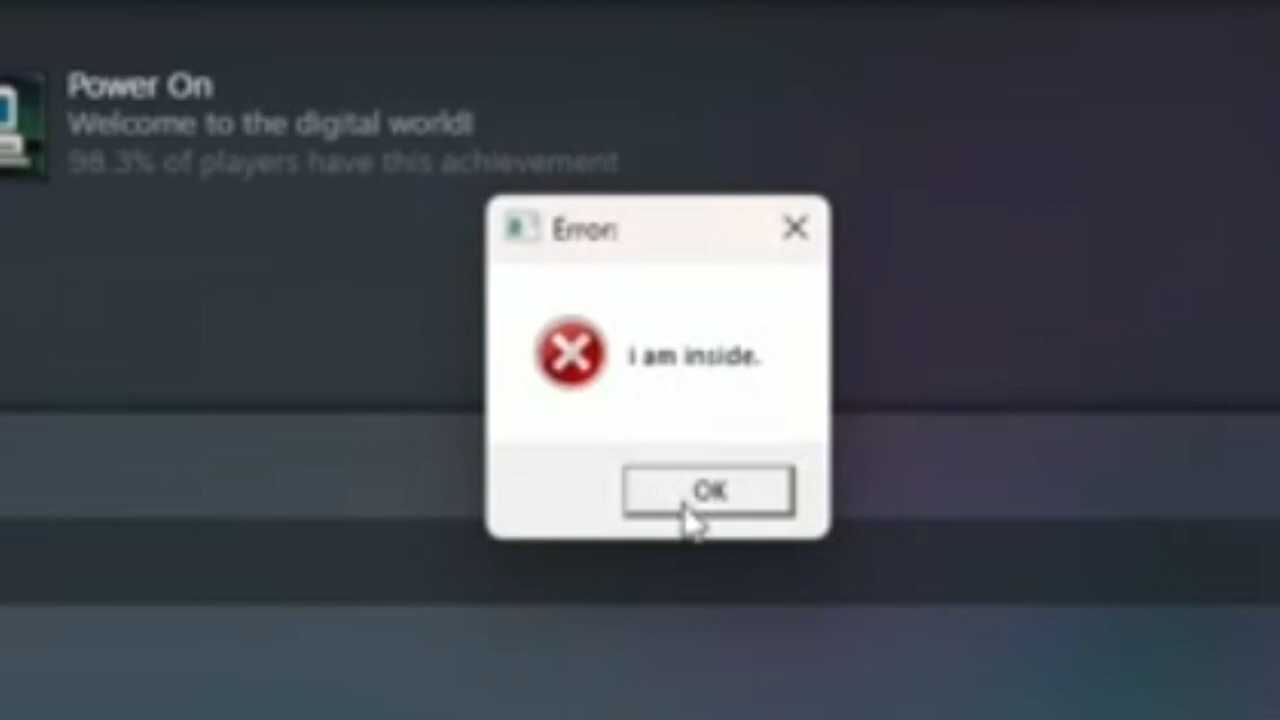 Power On
Welcome to the digital world!
98.3% of players have this achievement
Error:
i am inside.
OK